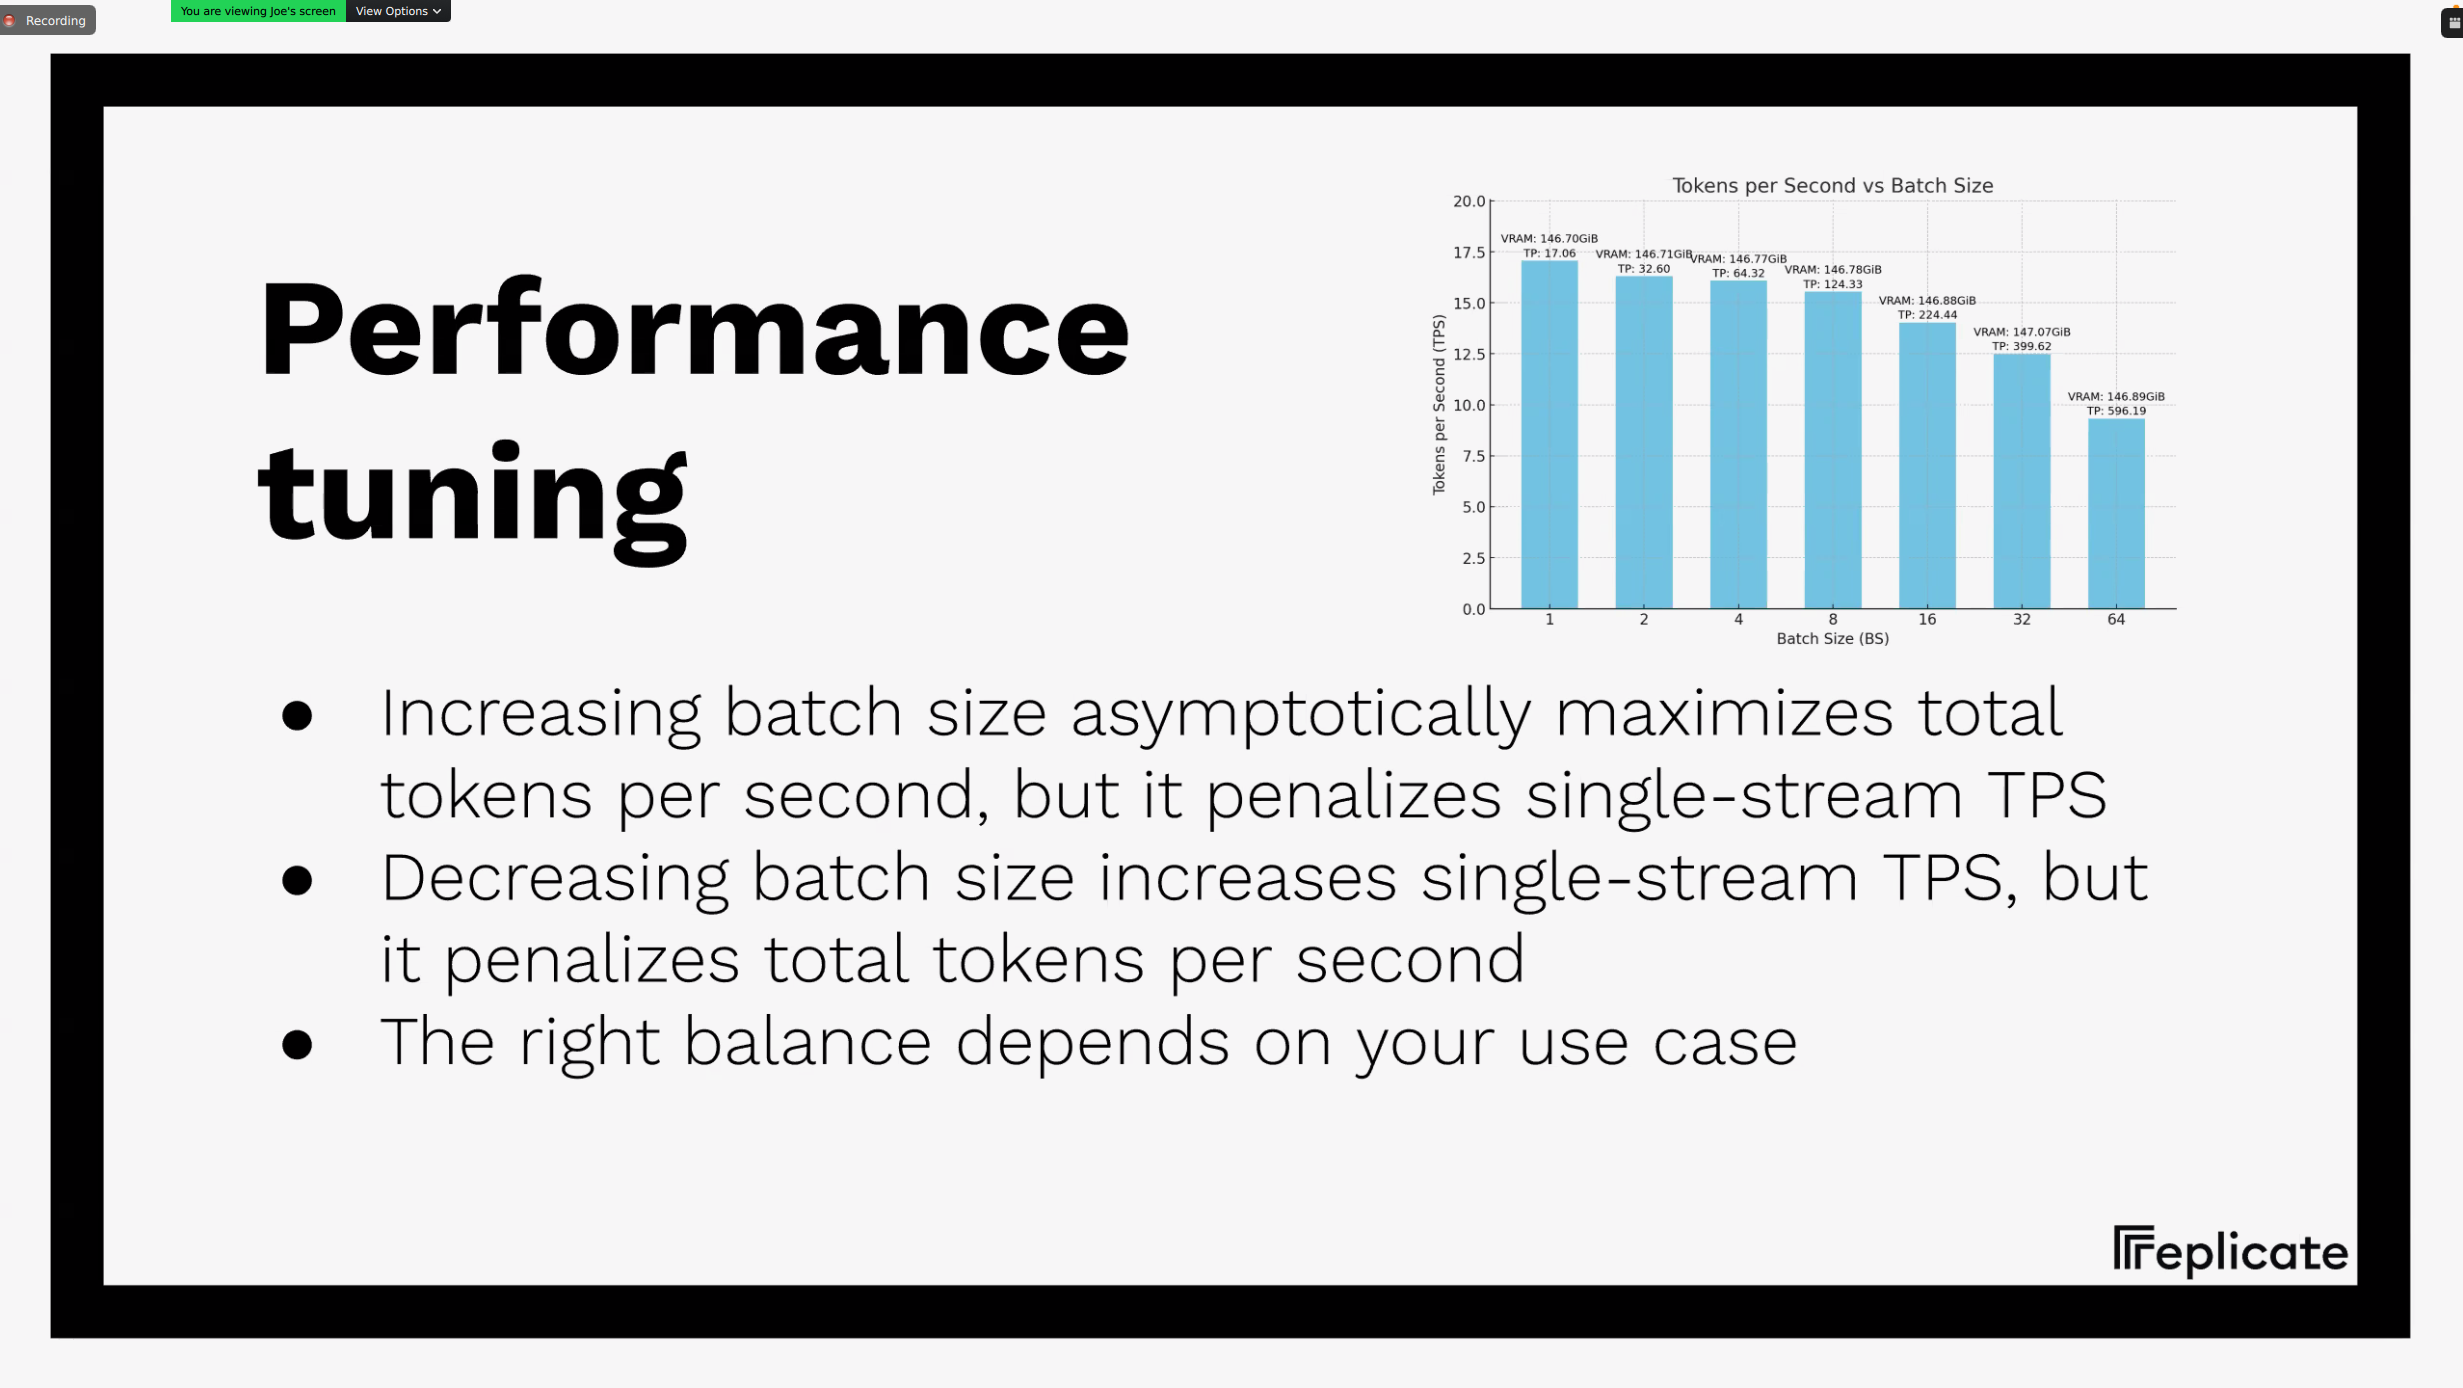 Recording
You are viewing Joe's screen
View Options
Performance
tuning
Tokens per Second vs Batch Size
Tokens per Second (TPS)
20.0
17.5
15.0
12.5
10.0
7.5
5.0
2.5
0.0
VRAM: 146.70GiB
TP: 17.06
VRAM: 146.71GiB
TP: 32.60
VRAM: 146.77GiB
TP: 64.32
VRAM: 146.78GiB
TP: 124.33
VRAM: 146.88GiB
TP: 224.44
VRAM: 147.07GiB
TP: 399.62
VRAM: 146.89GiB
TP: 596.19
1 2 4 8 16 32 64
Batch Size (BS)
● Increasing batch size asymptotically maximizes total
tokens per second, but it penalizes single-stream TPS
● Decreasing batch size increases single-stream TPS, but
it penalizes total tokens per second
● The right balance depends on your use case
replicate